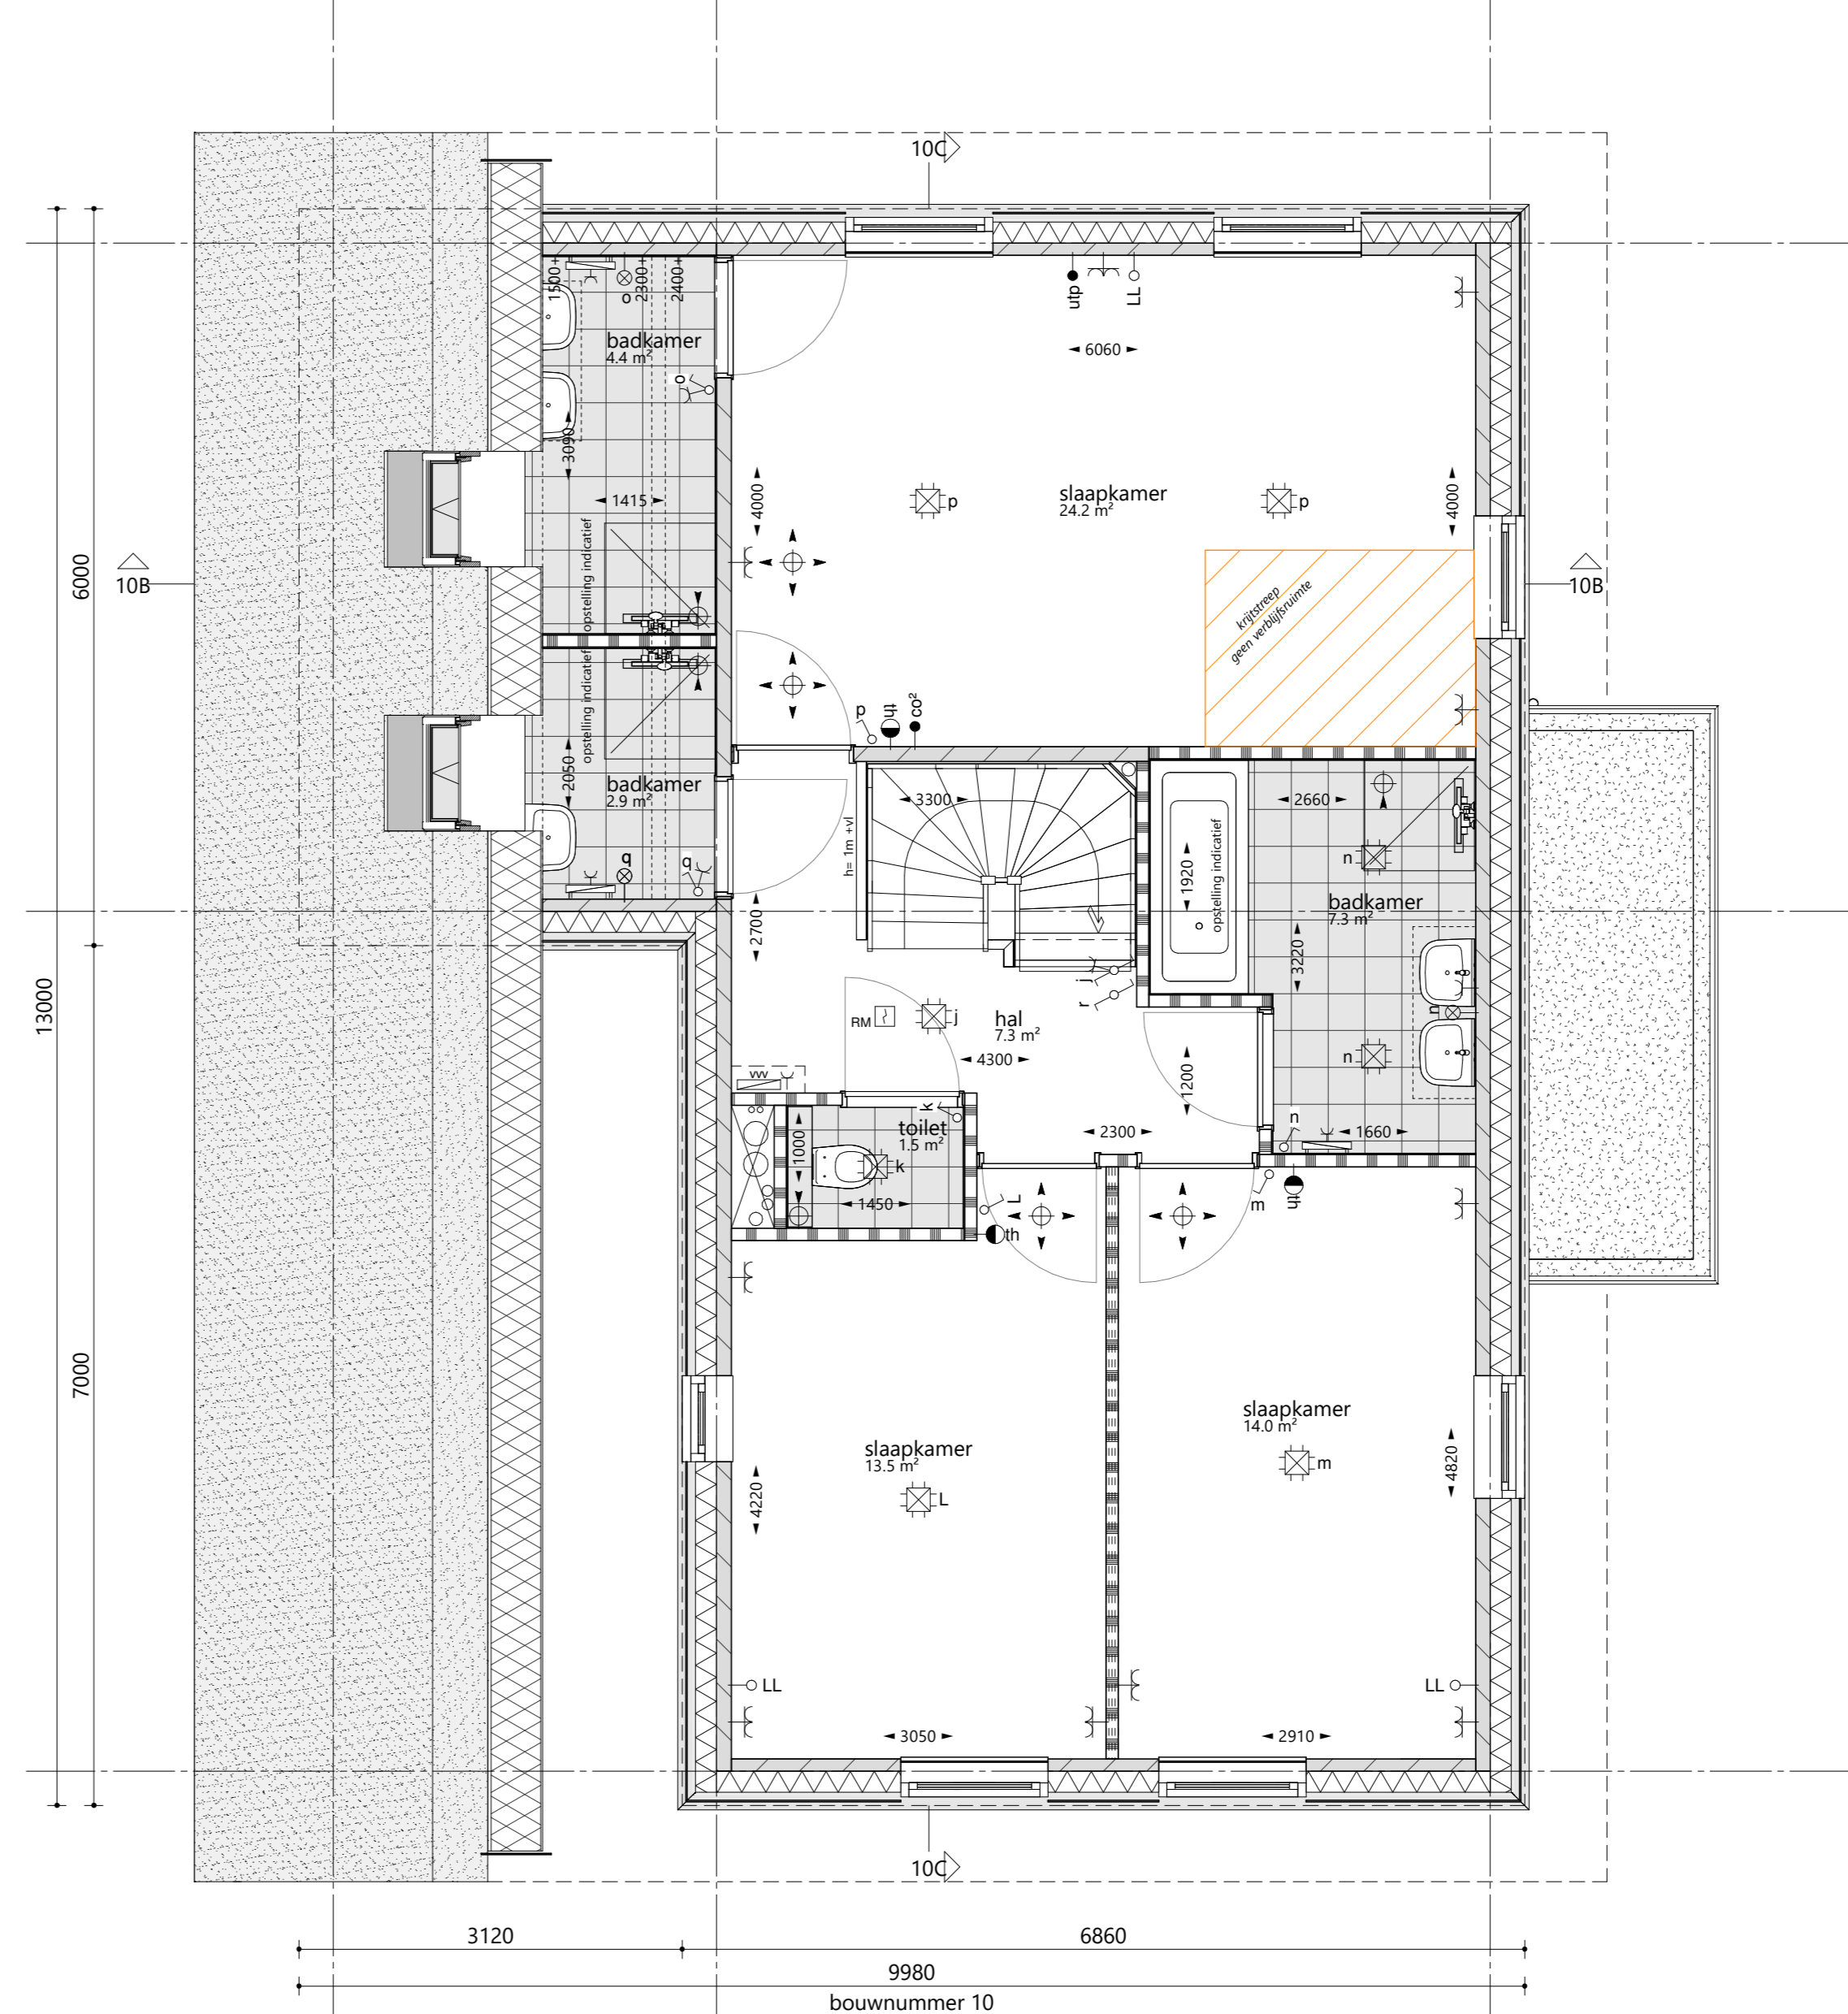 10C
1500+
2300+
2400+
o
utp
LL
badkamer
4.4 m²
6060
o
3090
1415
4000
p
slaapkamer
24.2 m²
p
4000
opstelling indicatief
6000
10B
10B
krijtstreep
geen verblijfsruimte
opstelling indicatief
p
th
co²
2050
badkamer
2.9 m²
3300
2660
h= 1m +vl
1920
opstelling indicatief
n
q
q
badkamer
7.3 m²
2700
3220
13000
j
r
RM
j
hal
7.3 m²
n
4300
n
1200
k
toilet
1.5 m²
1000
k
1450
2300
n
1660
L
th
m
th
7000
slaapkamer
14.0 m²
slaapkamer
13.5 m²
m
4820
L
4220
LL
LL
3050
2910
10C
3120
6860
9980
bouwnummer 10